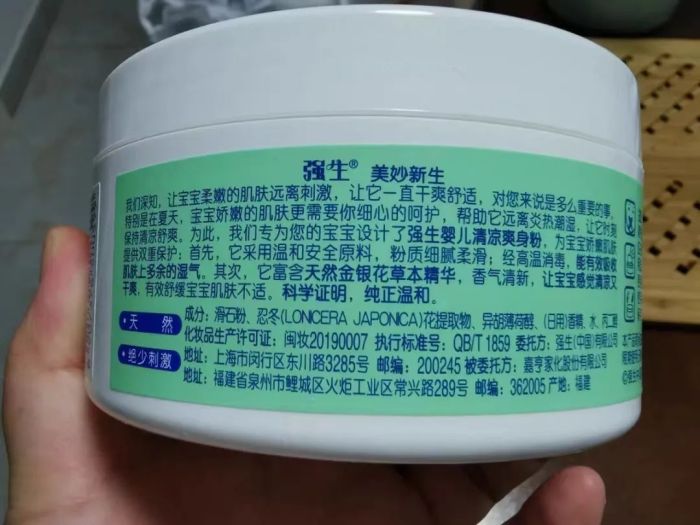 强生® 美妙新生
我们深知，让宝宝柔嫩的肌肤远离刺激，让它一直干爽舒适，对您来说是多么重要的事，
特别是在夏天，宝宝娇嫩的肌肤更需要你细心的呵护，帮助它远离炎热潮湿，让它时刻
保持清凉舒爽。为此，我们专为您的宝宝设计了强生婴儿清凉爽身粉，为宝宝娇嫩肌肤
提供双重保护：首先，它采用温和安全原料，粉质细腻柔滑；经高温消毒，能有效吸收
肌肤上多余的湿气。其次，它富含天然金银花草本精华，香气清新，让宝宝感觉清凉又
干爽，有效舒缓宝宝肌肤不适。科学证明，纯正温和。
·天 然
成分：滑石粉、忍冬(LONICERA JAPONICA)花提取物、异胡薄荷醇、(日用)香精、水、丙二醇
化妆品生产许可证：闽妆20190007 执行标准号：QB/T 1859 委托方：强生(中国)有限公司
·绝少刺激
地址：上海市闵行区东川路3285号 邮编：200245 被委托方：嘉亨家化股份有限公司
地址：福建省泉州市鲤城区火炬工业区常兴路289号 邮编：362005 产地：福建